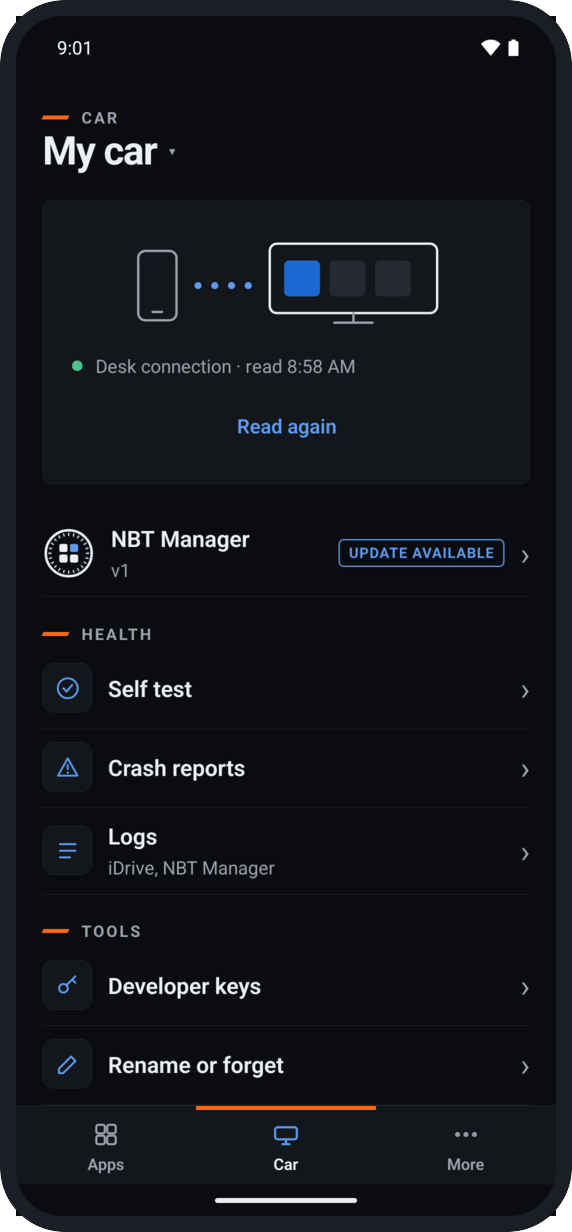 9:01
CAR
My car ▾
Desk connection · read 8:58 AM
Read again
NBT Manager
v1
UPDATE AVAILABLE
HEALTH
Self test
Crash reports
Logs
iDrive, NBT Manager
TOOLS
Developer keys
Rename or forget
Apps
Car
More